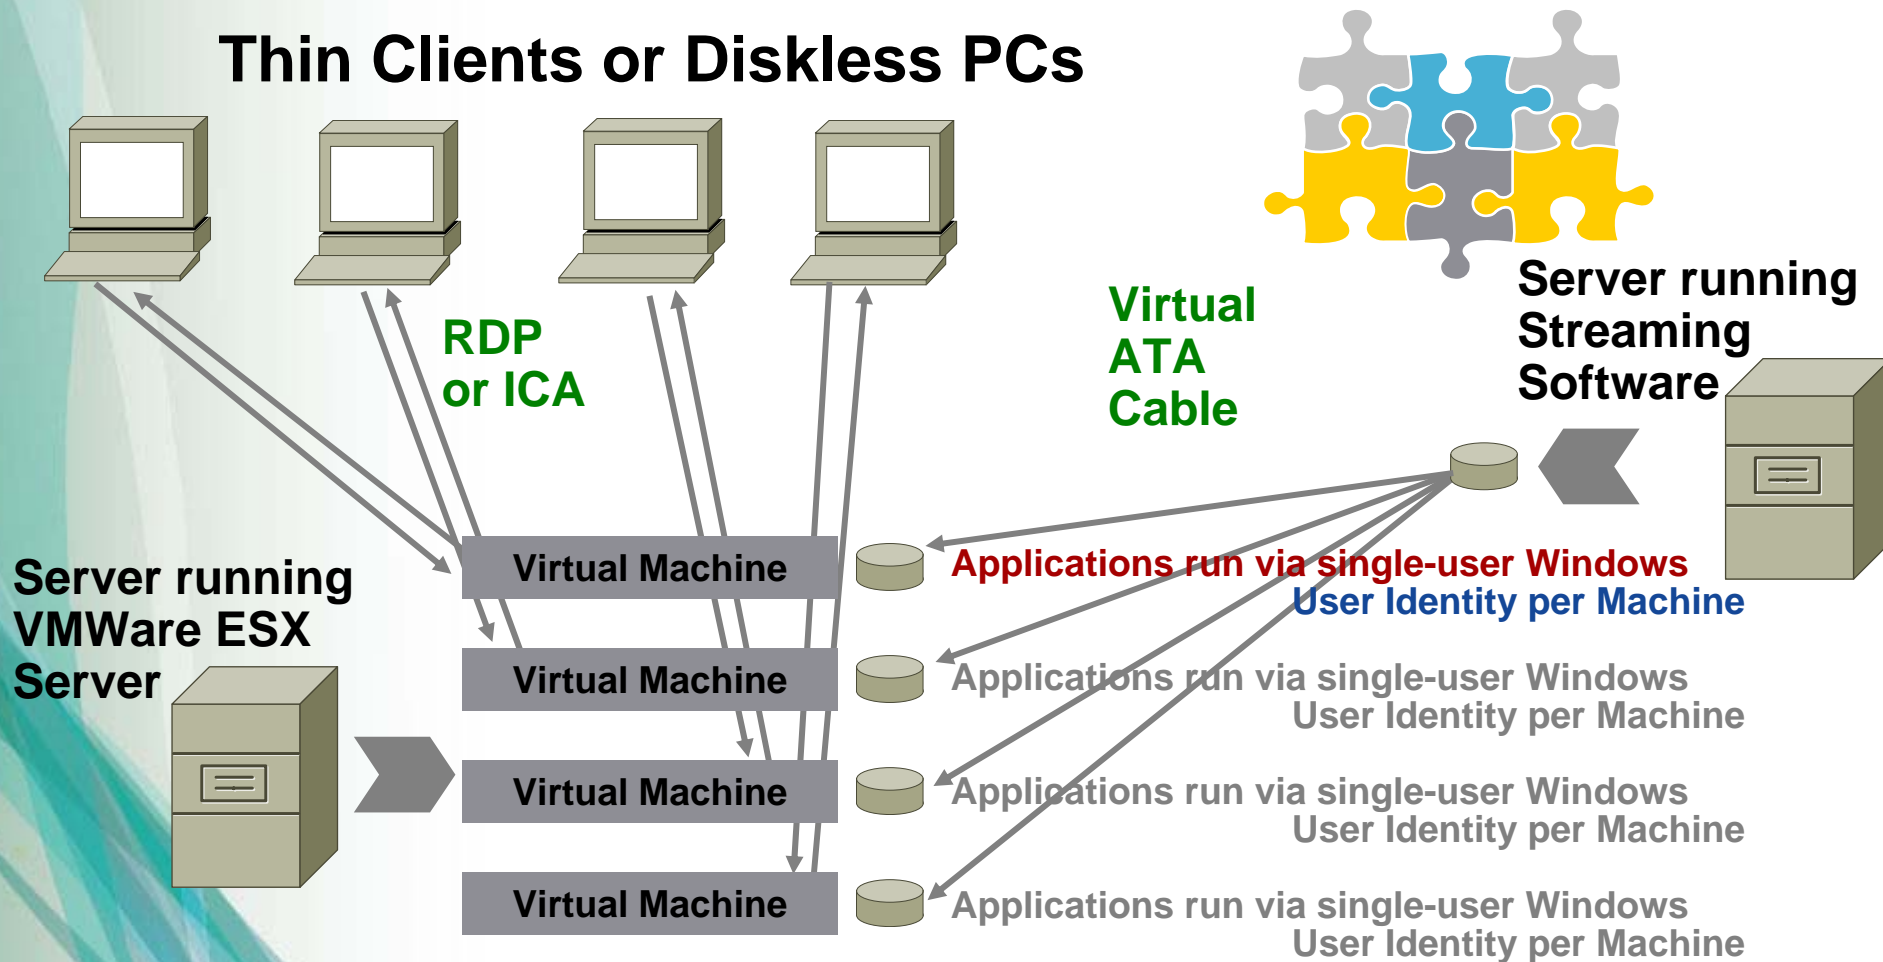 Thin Clients or Diskless PCs
RDP
or ICA
Virtual
ATA
Cable
Server running
Streaming
Software
Server running
VMWare ESX
Server
Virtual Machine
Applications run via single-user Windows
User Identity per Machine
Virtual Machine
Applications run via single-user Windows
User Identity per Machine
Virtual Machine
Applications run via single-user Windows
User Identity per Machine
Virtual Machine
Applications run via single-user Windows
User Identity per Machine